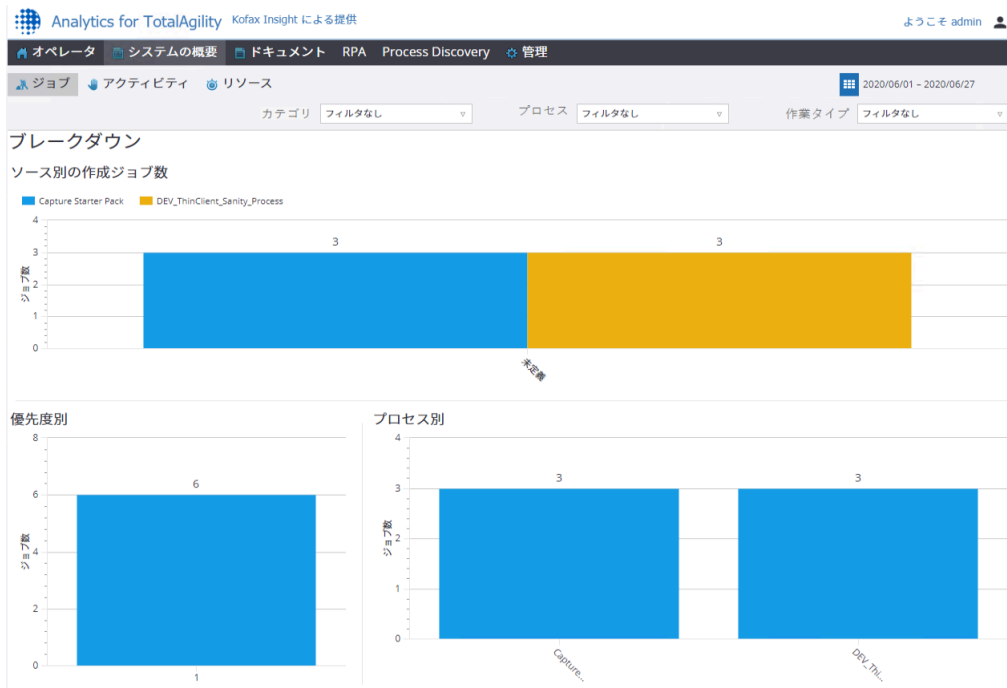 Analytics for TotalAgility Kofax Insight による提供 ようこそ admin
オペレータ システムの概要 ドキュメント RPA Process Discovery 管理
ジョブ アクティビティ リソース 2020/06/01 – 2020/06/27
カテゴリ フィルタなし プロセス フィルタなし 作業タイプ フィルタなし
ブレークダウン
ソース別の作成ジョブ数
Capture Starter Pack DEV_ThinClient_Sanity_Process
4
3 3
3
ジョブ数
2
1
0
未定義
優先度別
8
6
6
ジョブ数
4
2
0
1
プロセス別
4
3 3
3
ジョブ数
2
1
0
Capture...
DEV_Thi...